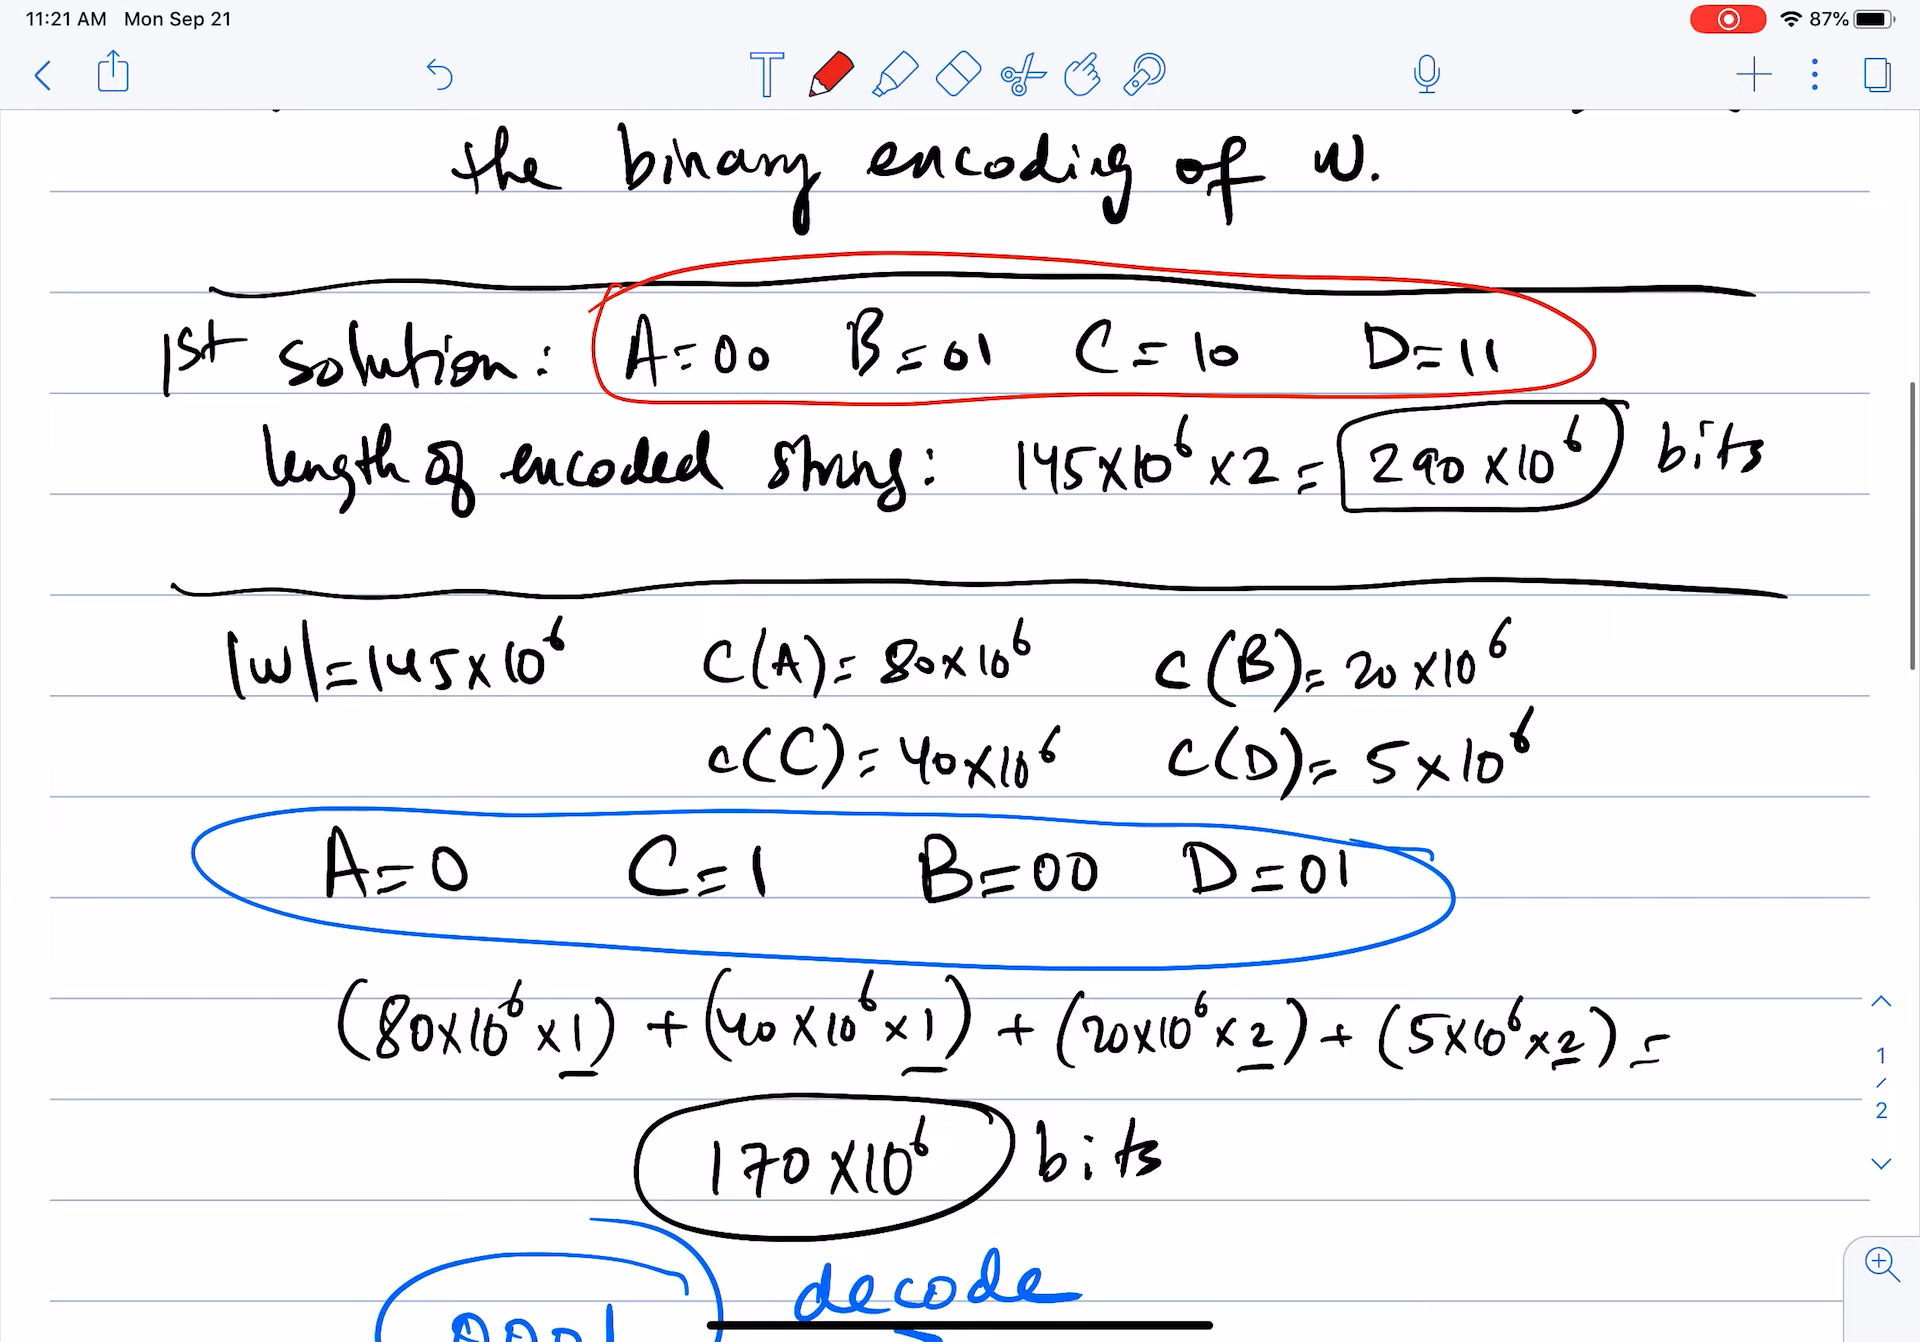 11:21 AM Mon Sep 21 87%
T
the binary encoding of w.
1st solution: A=00 B=01 C=10 D=11
length of encoded string: 145×10⁶×2=290×10⁶ bits
|w|=145×10⁶ C(A)=80×10⁶ C(B)=20×10⁶
C(C)=40×10⁶ C(D)=5×10⁶
A=0 C=1 B=00 D=01
(80×10⁶×1)+(40×10⁶×1)+(20×10⁶×2)+(5×10⁶×2)=
1
/
2
170×10⁶ bits
decode
0001